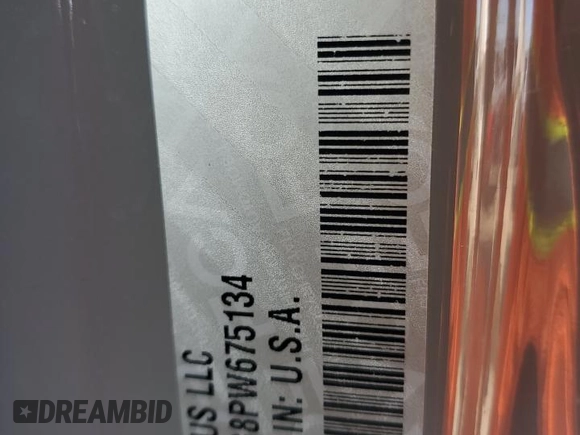 US LLC
8PW675134
IN: U.S.A.
DREAMBID